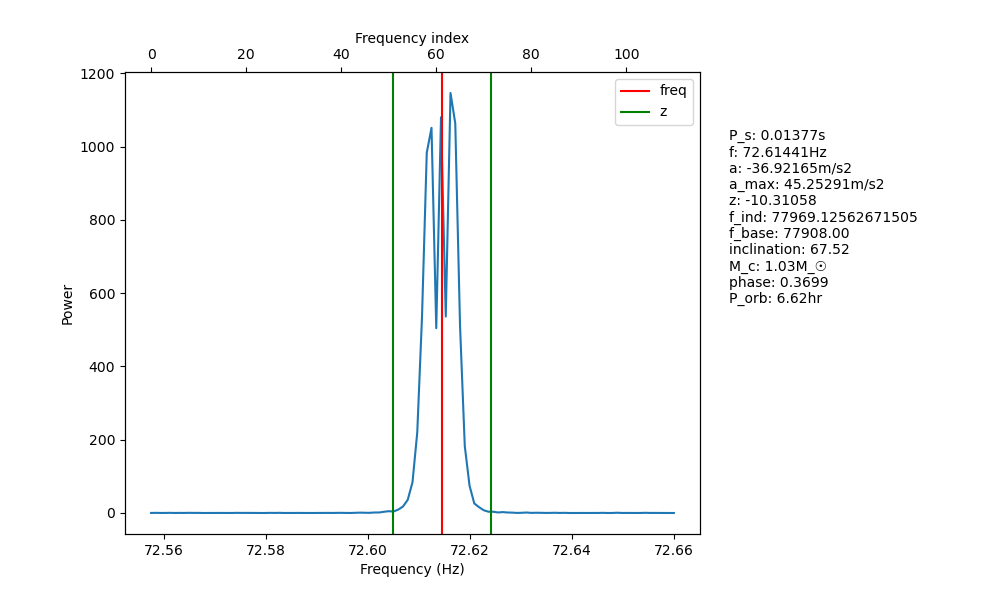 Frequency index
0 20 40 60 80 100
1200
1000
800
600
400
200
0
Power
freq
z
72.56 72.58 72.60 72.62 72.64 72.66
Frequency (Hz)
P_s: 0.01377s
f: 72.61441Hz
a: -36.92165m/s2
a_max: 45.25291m/s2
z: -10.31058
f_ind: 77969.12562671505
f_base: 77908.00
inclination: 67.52
M_c: 1.03M_☉
phase: 0.3699
P_orb: 6.62hr